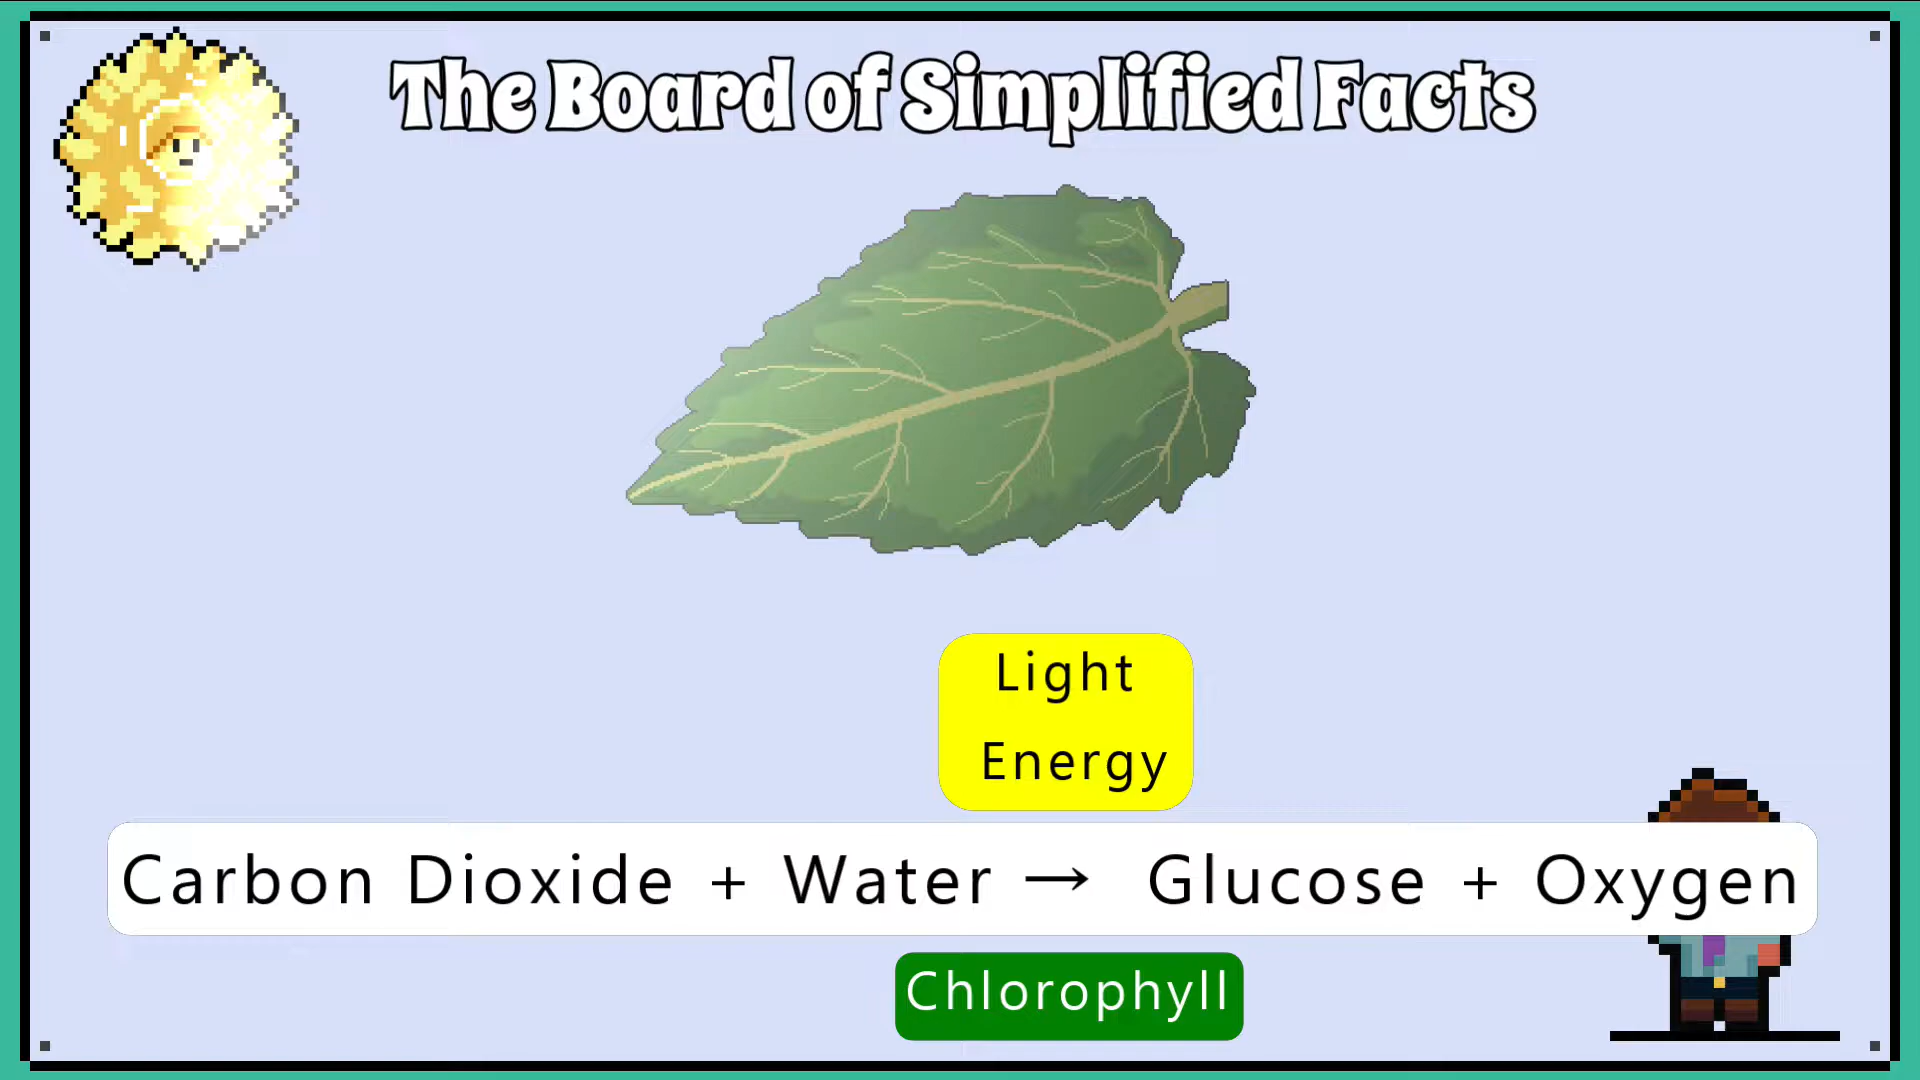 The Board of Simplified Facts
Light
Energy
Carbon Dioxide + Water → Glucose + Oxygen
Chlorophyll